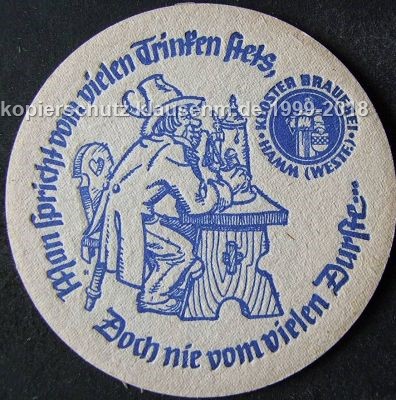 Man spricht vom vielen Trinken stets,
Doch nie vom vielen Durste...
KLOSTER BRAUEREI
HAMM (WESTF.)
kopierschutz klausehm.de 1999-2018